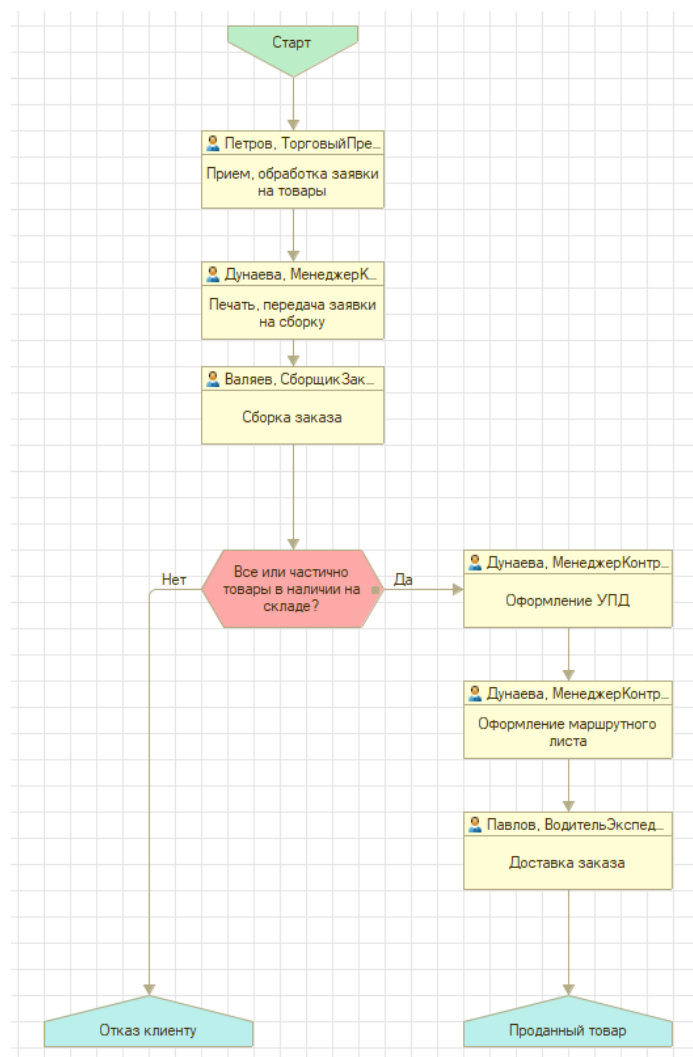 Старт
Петров, ТорговыйПре...
Прием, обработка заявки
на товары
Дунаева, МенеджерК...
Печать, передача заявки
на сборку
Валяев, СборщикЗак...
Сборка заказа
Нет
Все или частично
товары в наличии на
складе?
Да
Дунаева, МенеджерКонтр...
Оформление УПД
Дунаева, МенеджерКонтр...
Оформление маршрутного
листа
Павлов, ВодительЭкспед...
Доставка заказа
Отказ клиенту
Проданный товар